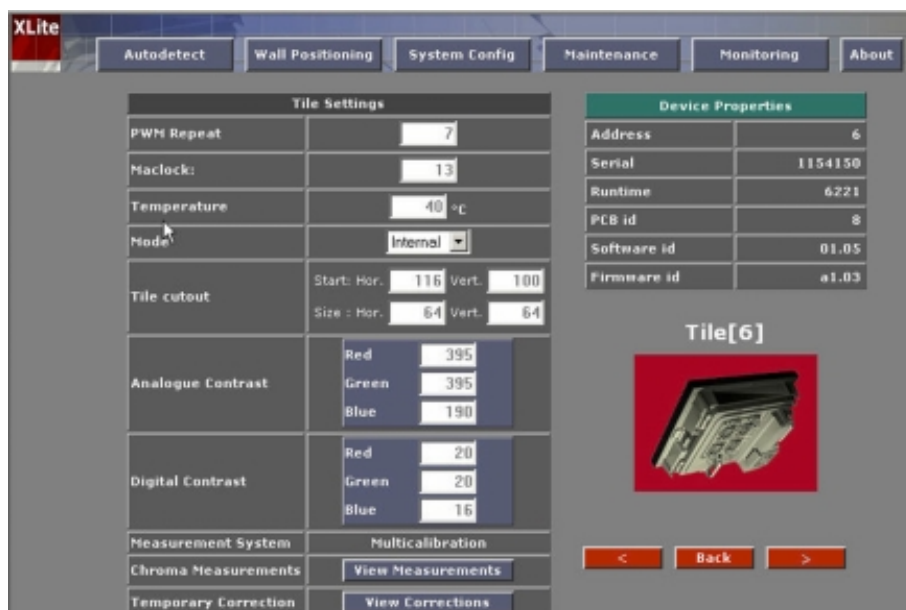 XLite
Autodetect Wall Positioning System Config Maintenance Monitoring About
Tile Settings
PWM Repeat 7
Maclock: 13
Temperature 40 °C
Mode Internal
Tile cutout
Start: Hor. 116 Vert. 100
Size : Hor. 64 Vert. 64
Analogue Contrast
Red 395
Green 395
Blue 190
Digital Contrast
Red 20
Green 20
Blue 16
Measurement System Multicalibration
Chroma Measurements View Measurements
Temporary Correction View Corrections
Device Properties
Address 6
Serial 1154150
Runtime 6221
PCB id 8
Software id 01.05
Firmware id a1.03
Tile[6]
< Back >